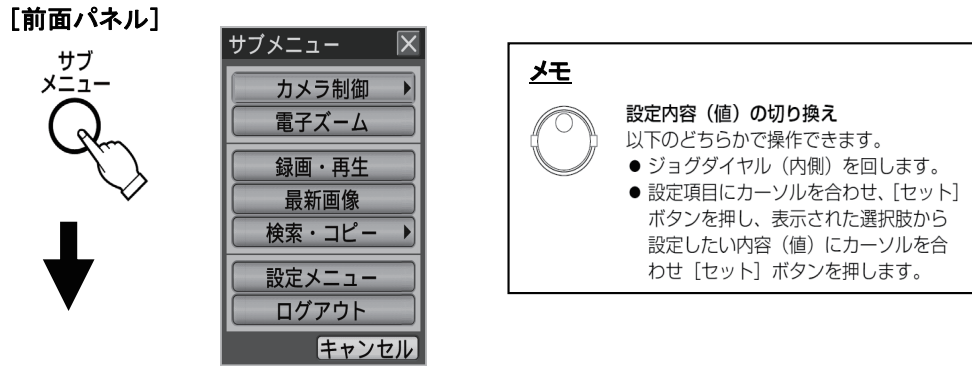 ［前面パネル］
サブ
メニュー
サブメニュー
カメラ制御
電子ズーム
録画・再生
最新画像
検索・コピー
設定メニュー
ログアウト
キャンセル
メモ
設定内容（値）の切り換え
以下のどちらかで操作できます。
● ジョグダイヤル（内側）を回します。
● 設定項目にカーソルを合わせ、［セット］
ボタンを押し、表示された選択肢から
設定したい内容（値）にカーソルを合
わせ［セット］ボタンを押します。